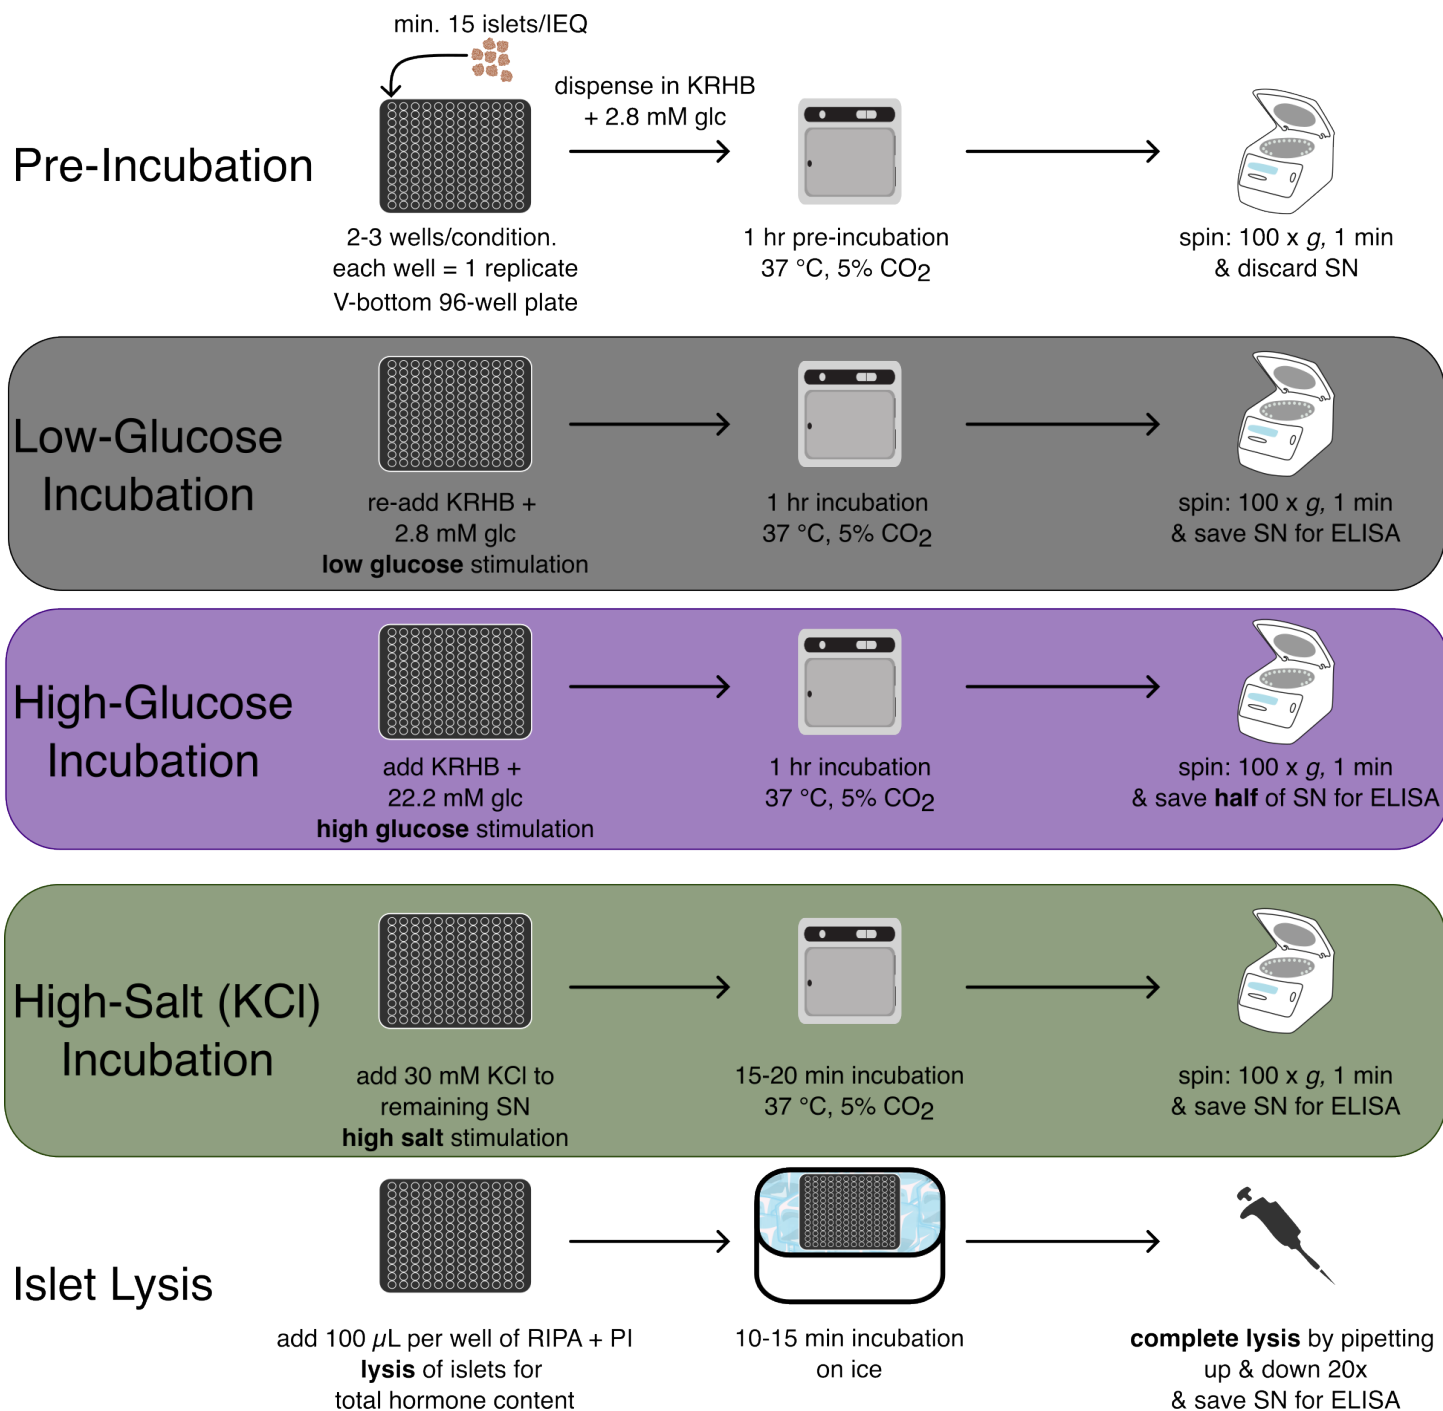 min. 15 islets/IEQ
dispense in KRHB
+ 2.8 mM glc
Pre-Incubation
2-3 wells/condition.
each well = 1 replicate
V-bottom 96-well plate
1 hr pre-incubation
37 °C, 5% CO2
spin: 100 x g, 1 min
& discard SN
Low-Glucose
Incubation
re-add KRHB +
2.8 mM glc
low glucose stimulation
1 hr incubation
37 °C, 5% CO2
spin: 100 x g, 1 min
& save SN for ELISA
High-Glucose
Incubation
add KRHB +
22.2 mM glc
high glucose stimulation
1 hr incubation
37 °C, 5% CO2
spin: 100 x g, 1 min
& save half of SN for ELISA
High-Salt (KCl)
Incubation
add 30 mM KCl to
remaining SN
high salt stimulation
15-20 min incubation
37 °C, 5% CO2
spin: 100 x g, 1 min
& save SN for ELISA
Islet Lysis
add 100 µL per well of RIPA + PI
lysis of islets for
total hormone content
10-15 min incubation
on ice
complete lysis by pipetting
up & down 20x
& save SN for ELISA